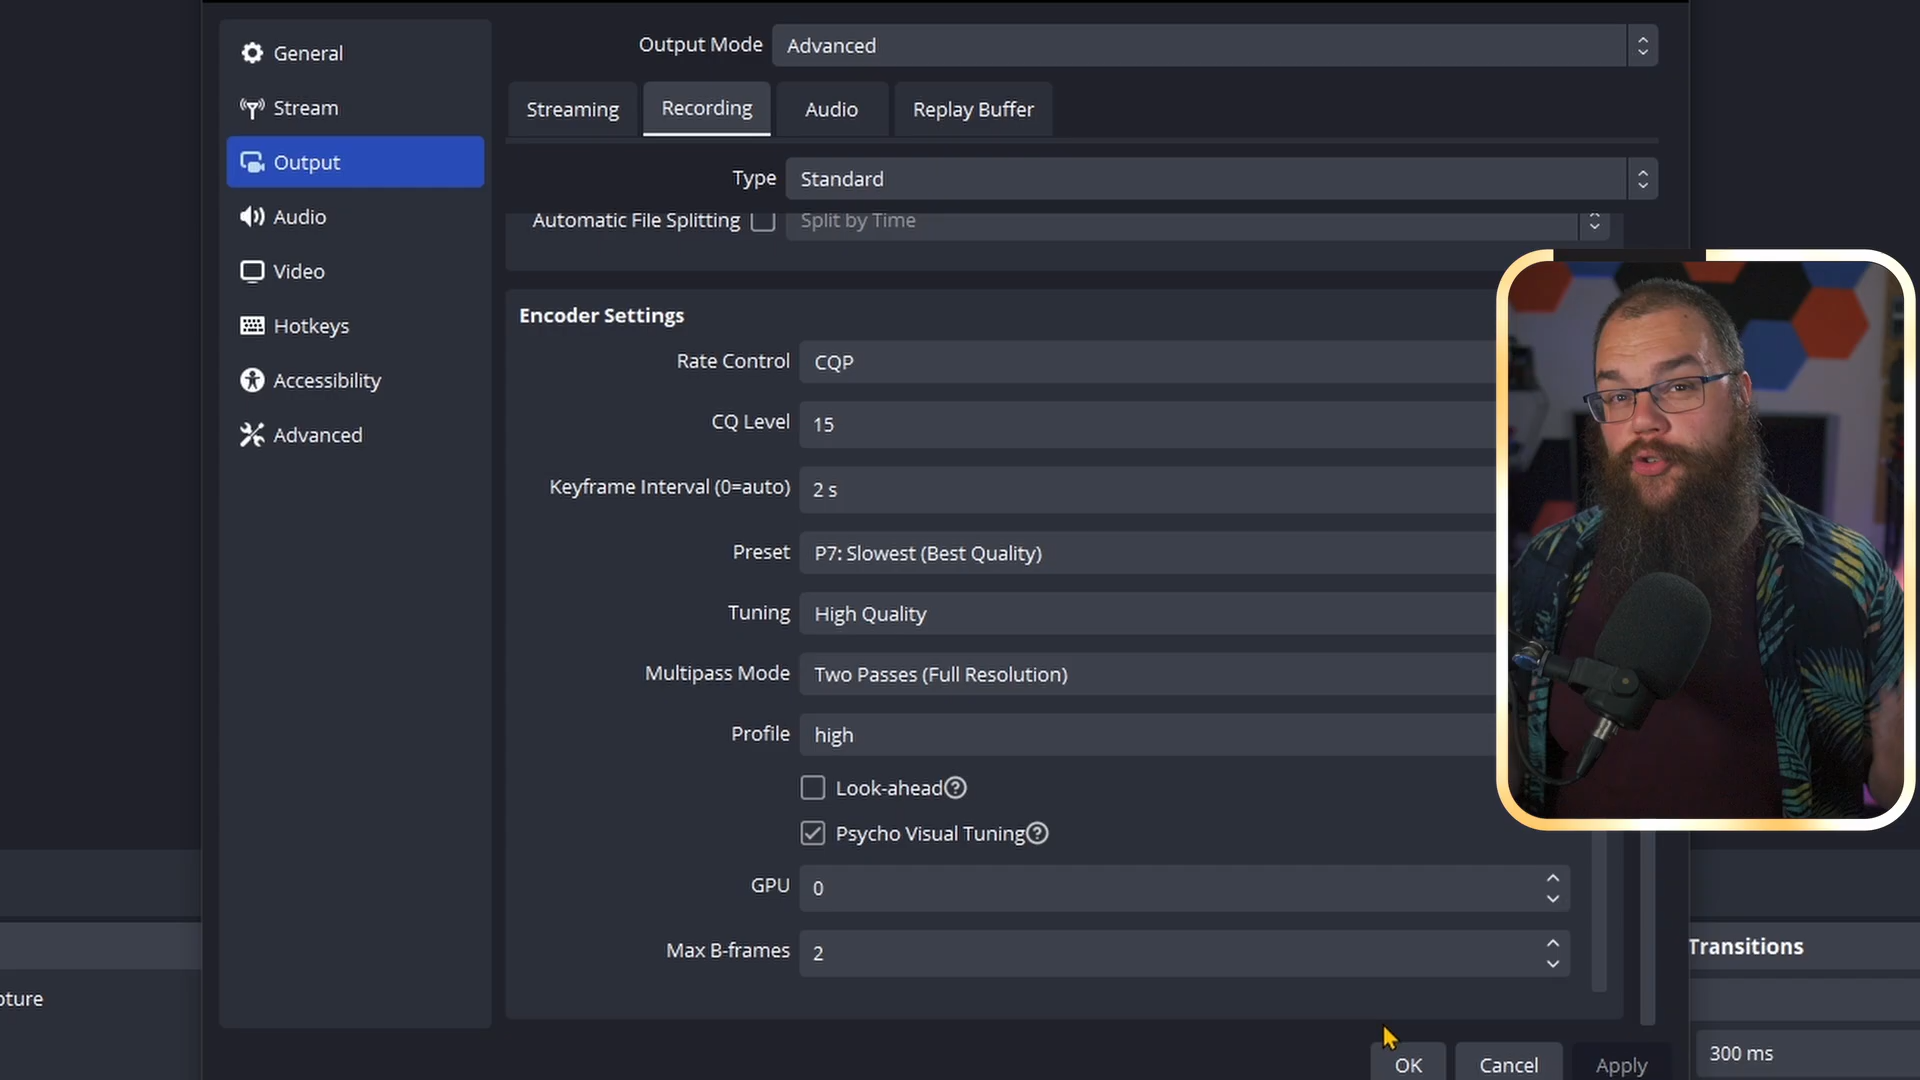 General
Stream
Output
Audio
Video
Hotkeys
Accessibility
Advanced
Output Mode Advanced
Streaming Recording Audio Replay Buffer
Type Standard
Automatic File Splitting Split by Time
Encoder Settings
Rate Control CQP
CQ Level 15
Keyframe Interval (0=auto) 2 s
Preset P7: Slowest (Best Quality)
Tuning High Quality
Multipass Mode Two Passes (Full Resolution)
Profile high
Look-ahead ?
Psycho Visual Tuning ?
GPU 0
Max B-frames 2
OK Cancel Apply
Transitions
300 ms